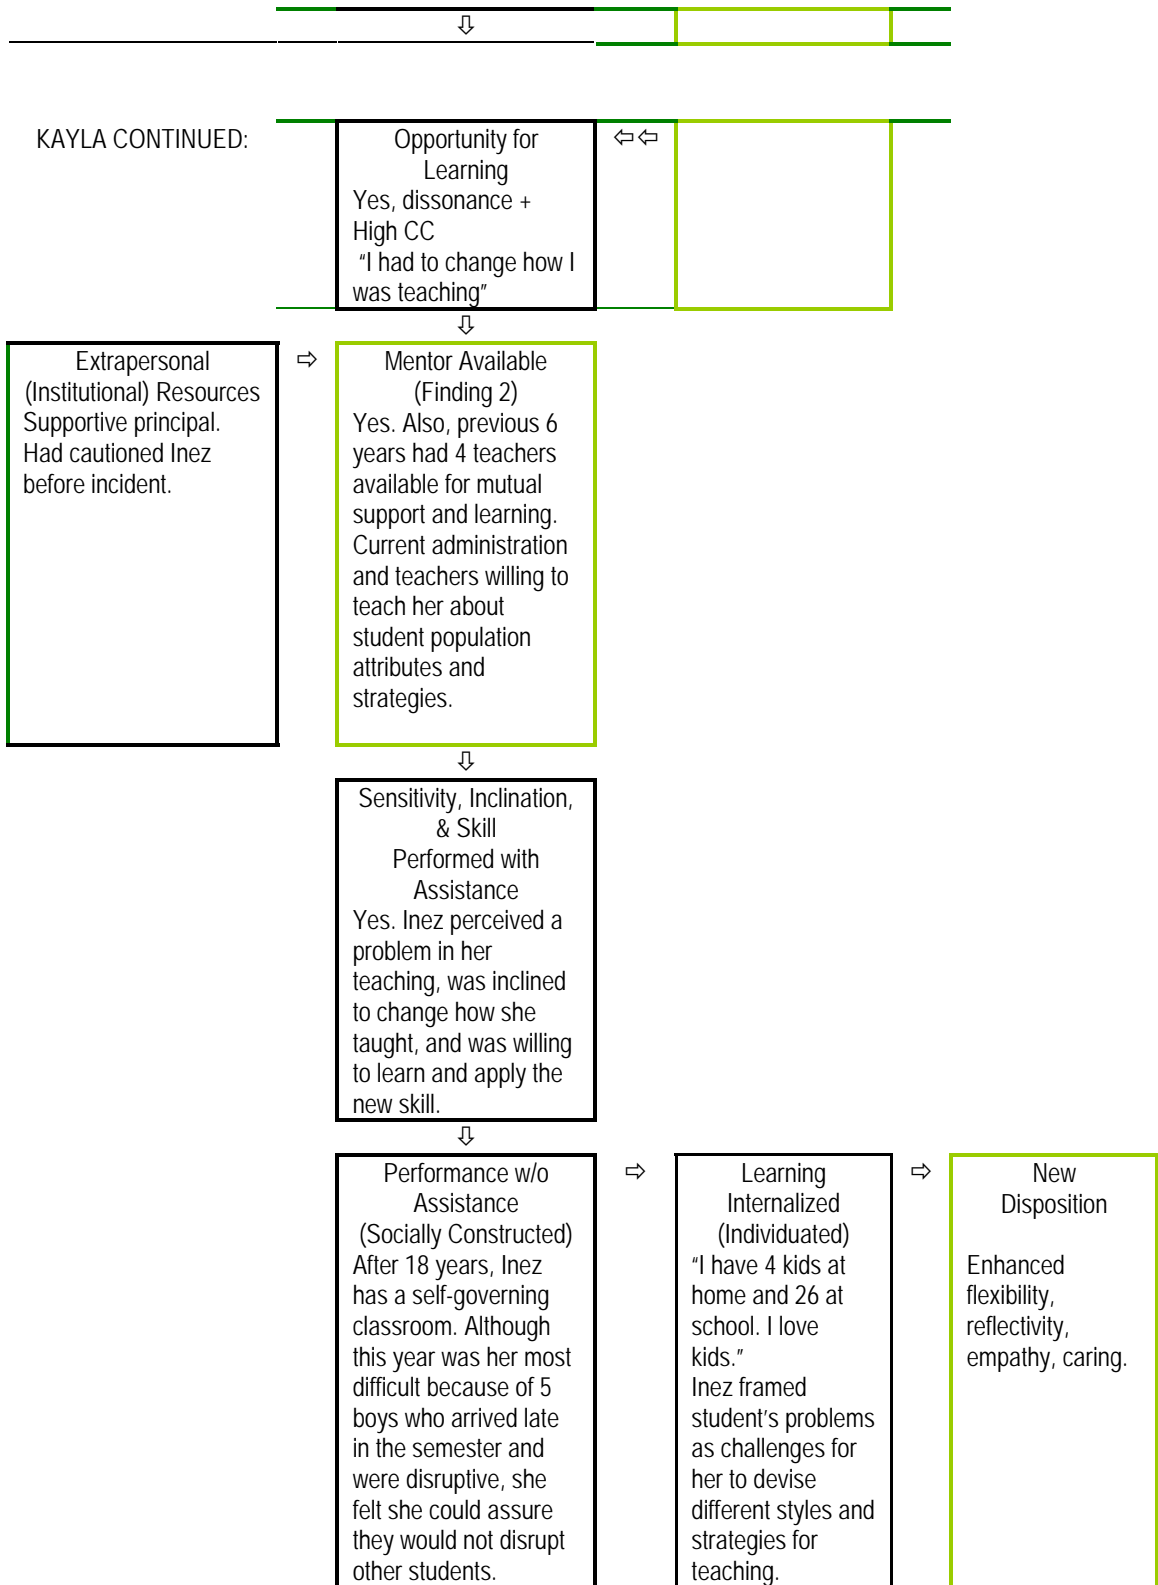 ⇩
KAYLA CONTINUED:
Opportunity for
Learning
Yes, dissonance +
High CC
"I had to change how I
was teaching"
⇦⇦
⇩
Extrapersonal
(Institutional) Resources
Supportive principal.
Had cautioned Inez
before incident.
⇨
Mentor Available
(Finding 2)
Yes. Also, previous 6
years had 4 teachers
available for mutual
support and learning.
Current administration
and teachers willing to
teach her about
student population
attributes and
strategies.
⇩
Sensitivity, Inclination,
& Skill
Performed with
Assistance
Yes. Inez perceived a
problem in her
teaching, was inclined
to change how she
taught, and was willing
to learn and apply the
new skill.
⇩
Performance w/o
Assistance
(Socially Constructed)
After 18 years, Inez
has a self-governing
classroom. Although
this year was her most
difficult because of 5
boys who arrived late
in the semester and
were disruptive, she
felt she could assure
they would not disrupt
other students.
⇨
Learning
Internalized
(Individuated)
"I have 4 kids at
home and 26 at
school. I love
kids."
Inez framed
student's problems
as challenges for
her to devise
different styles and
strategies for
teaching.
⇨
New
Disposition
Enhanced
flexibility,
reflectivity,
empathy, caring.